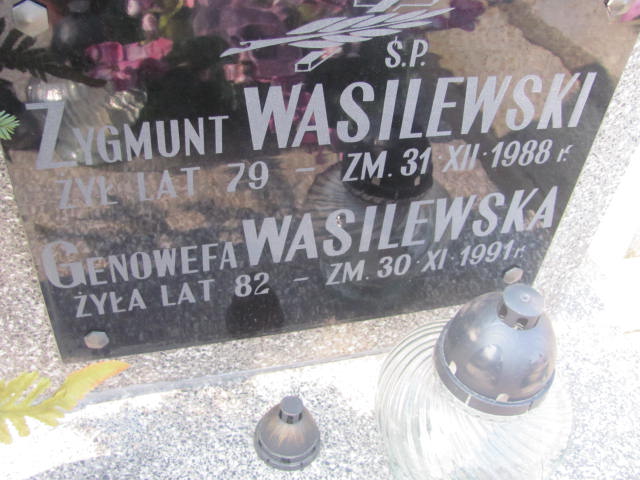 Ś.P.
ZYGMUNT WASILEWSKI
ŻYŁ LAT 79 - ZM. 31 XII 1988 r.
GENOWEFA WASILEWSKA
ŻYŁA LAT 82 - ZM. 30 XI 1991 r.